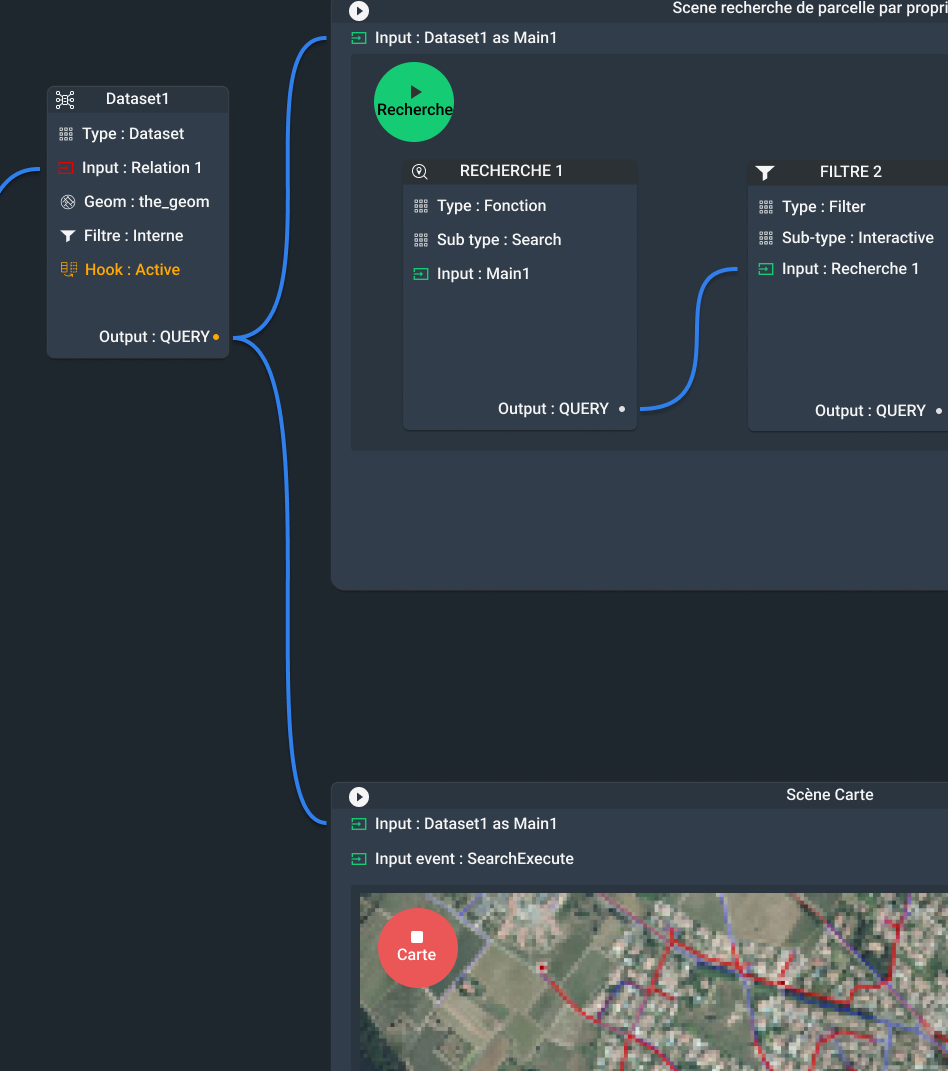 Scene recherche de parcelle par propri
Input : Dataset1 as Main1
Recherche
Dataset1
Type : Dataset
Input : Relation 1
Geom : the_geom
Filtre : Interne
Hook : Active
Output : QUERY
RECHERCHE 1
Type : Fonction
Sub type : Search
Input : Main1
Output : QUERY
FILTRE 2
Type : Filter
Sub-type : Interactive
Input : Recherche 1
Output : QUERY
Scène Carte
Input : Dataset1 as Main1
Input event : SearchExecute
Carte